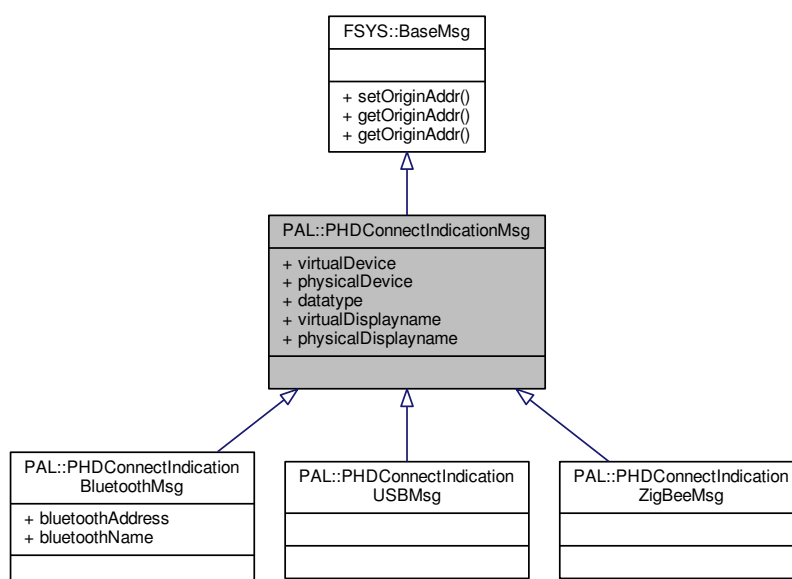 FSYS::BaseMsg
+ setOriginAddr()
+ getOriginAddr()
+ getOriginAddr()
PAL::PHDConnectIndicationMsg
+ virtualDevice
+ physicalDevice
+ datatype
+ virtualDisplayname
+ physicalDisplayname
PAL::PHDConnectIndication
BluetoothMsg
+ bluetoothAddress
+ bluetoothName
PAL::PHDConnectIndication
USBMsg
PAL::PHDConnectIndication
ZigBeeMsg